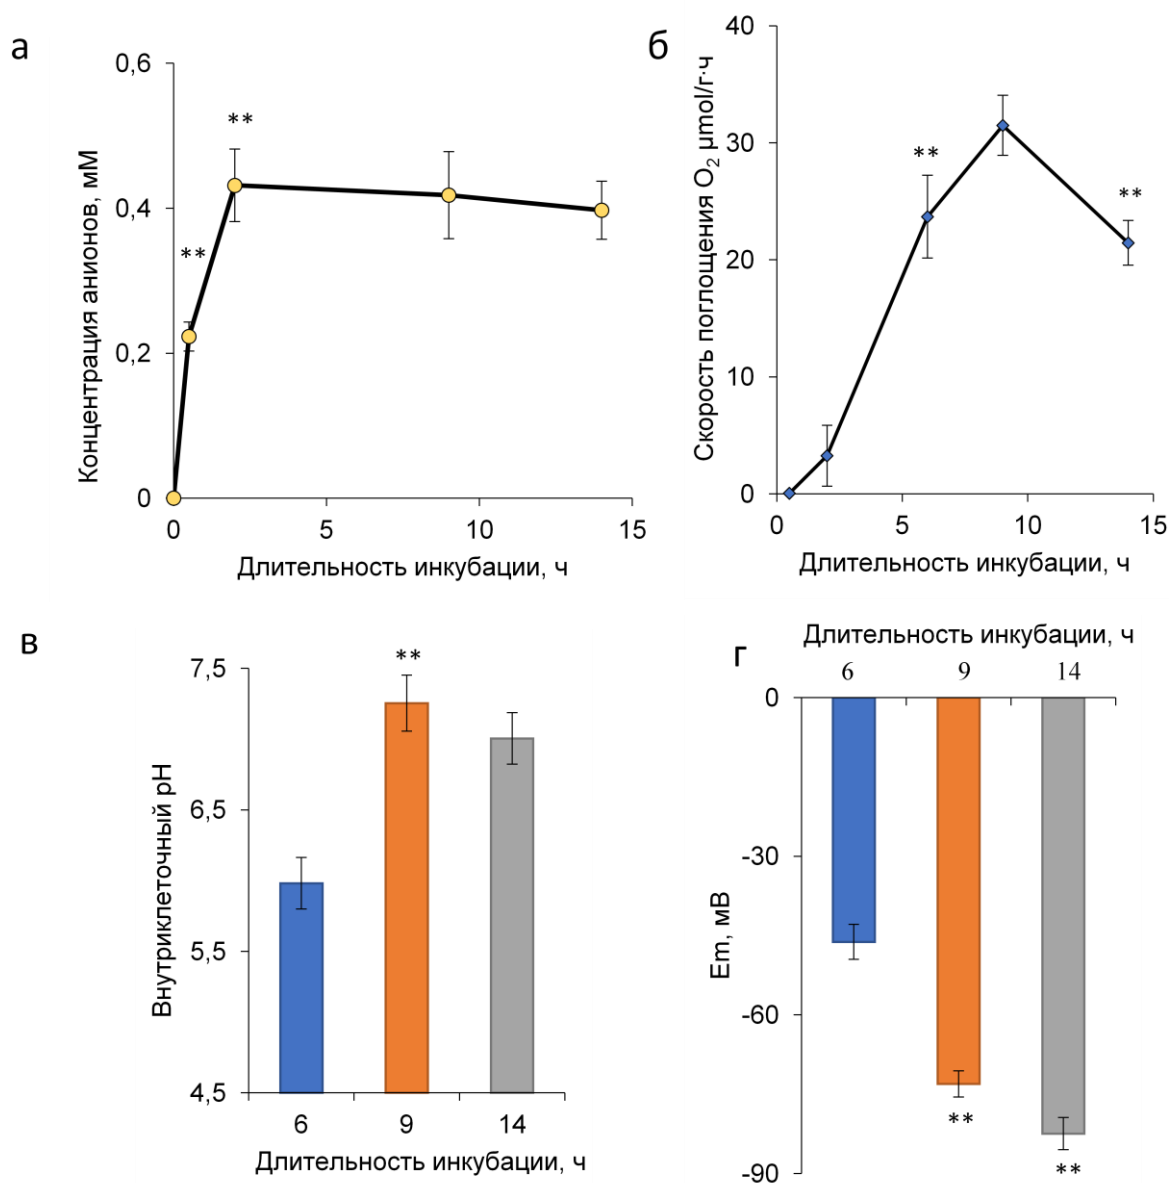 а
0,6
0,4
0,2
0
**
**
Концентрация анионов, мМ
0 5 10 15
Длительность инкубации, ч
б
40
30
20
10
0
**
**
Скорость поглощения O₂ µmol/г·ч
0 5 10 15
Длительность инкубации, ч
в
7,5
6,5
5,5
4,5
**
Внутриклеточный pH
6 9 14
Длительность инкубации, ч
г
Длительность инкубации, ч
6 9 14
0
-30
-60
-90
Em, мВ
**
**